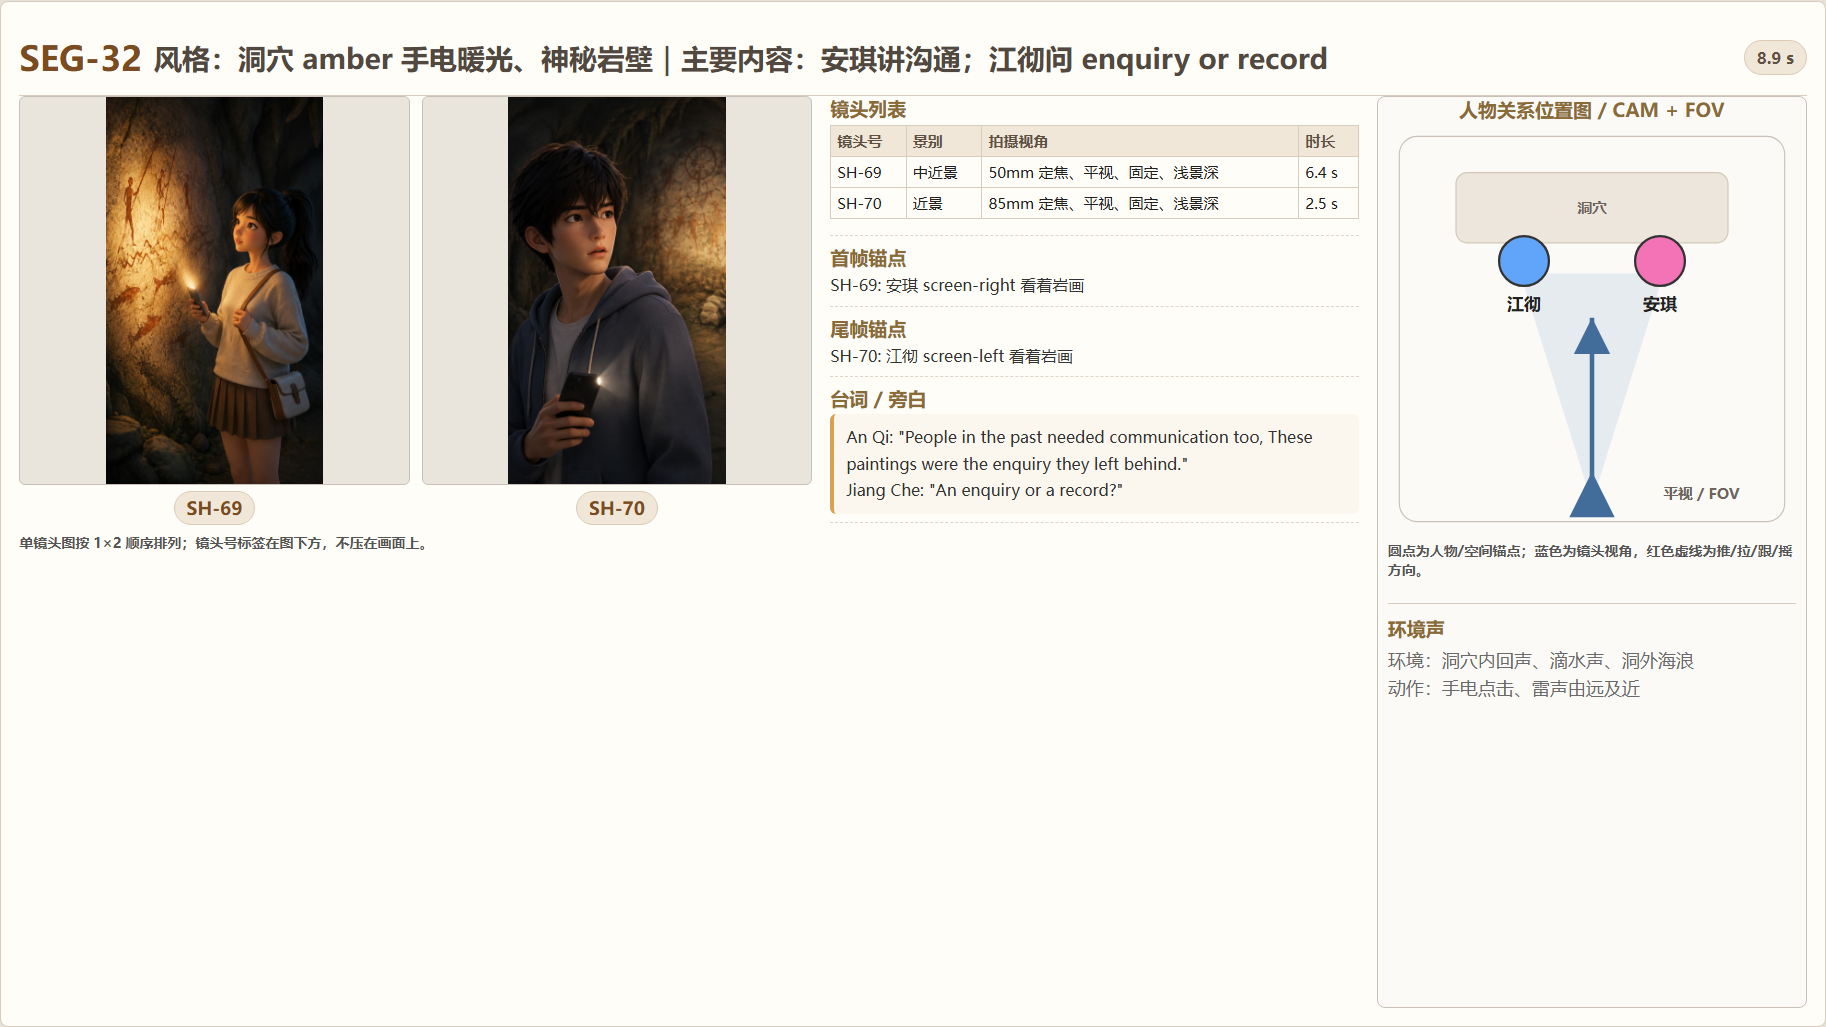 SEG-32 风格：洞穴 amber 手电暖光、神秘岩壁｜主要内容：安琪讲沟通；江彻问 enquiry or record
8.9 s
SH-69
SH-70
单镜头图按 1×2 顺序排列；镜头号标签在图下方，不压在画面上。
镜头列表
镜头号 景别 拍摄视角 时长
SH-69 中近景 50mm 定焦、平视、固定、浅景深 6.4 s
SH-70 近景 85mm 定焦、平视、固定、浅景深 2.5 s
首帧锚点
SH-69: 安琪 screen-right 看着岩画
尾帧锚点
SH-70: 江彻 screen-left 看着岩画
台词 / 旁白
An Qi: "People in the past needed communication too, These
paintings were the enquiry they left behind."
Jiang Che: "An enquiry or a record?"
人物关系位置图 / CAM + FOV
洞穴
江彻
安琪
平视 / FOV
圆点为人物/空间锚点；蓝色为镜头视角，红色虚线为推/拉/跟/摇
方向。
环境声
环境：洞穴内回声、滴水声、洞外海浪
动作：手电点击、雷声由远及近